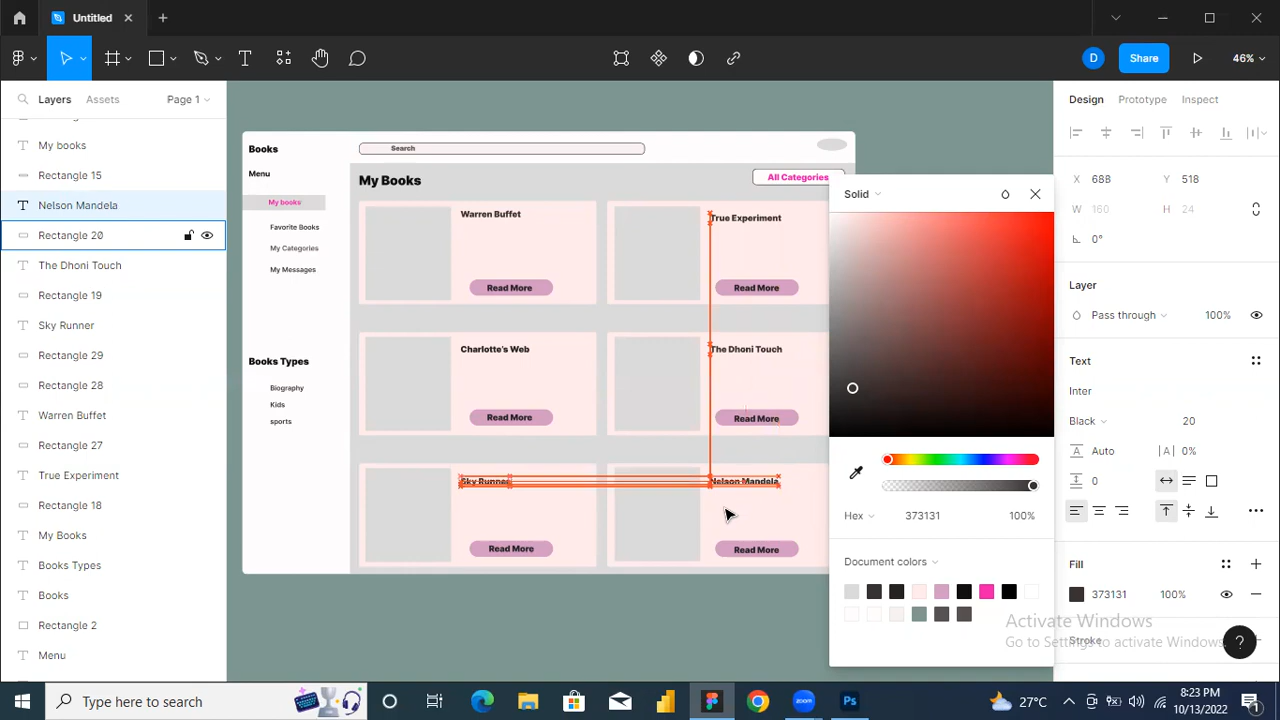 Untitled
D
Share
46%
Layers
Assets
Page 1
My books
Rectangle 15
Nelson Mandela
Rectangle 20
The Dhoni Touch
Rectangle 19
Sky Runner
Rectangle 29
Rectangle 28
Warren Buffet
Rectangle 27
True Experiment
Rectangle 18
My Books
Books Types
Books
Rectangle 2
Menu
Books
Search
Menu
My Books
All Categories
My books
Favorite Books
My Categories
My Messages
Books Types
Biography
Kids
sports
Warren Buffet
Read More
True Experiment
Read More
Charlotte's Web
Read More
The Dhoni Touch
Read More
Sky Runner
Read More
Nelson Mandela
Read More
Solid
Hex
373131
100%
Document colors
Design
Prototype
Inspect
X 688
Y 518
W 160
H 24
0°
Layer
Pass through
100%
Text
Inter
Black
20
Auto
0%
0
Fill
373131
100%
Stroke
Activate Windows
Go to Settings to activate Windows.
?
Type here to search
zoom
Ps
27°C
8:23 PM
10/13/2022
1